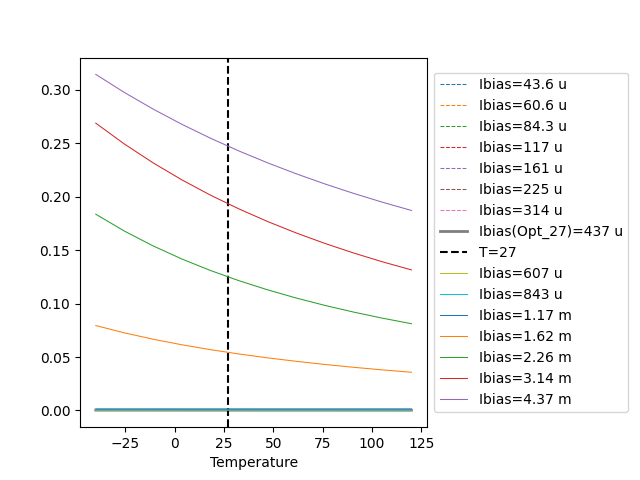 0.30
0.25
0.20
0.15
0.10
0.05
0.00
−25
0
25
50
75
100
125
Temperature
Ibias=43.6 u
Ibias=60.6 u
Ibias=84.3 u
Ibias=117 u
Ibias=161 u
Ibias=225 u
Ibias=314 u
Ibias(Opt_27)=437 u
T=27
Ibias=607 u
Ibias=843 u
Ibias=1.17 m
Ibias=1.62 m
Ibias=2.26 m
Ibias=3.14 m
Ibias=4.37 m